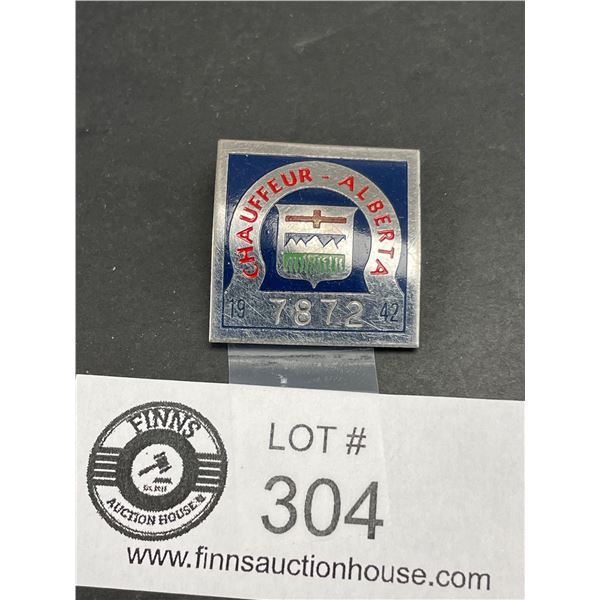 CHAUFFEUR - ALBERTA
19 7872 42
FINNS
AUCTION HOUSE
LOT #
304
www.finnsauctionhouse.com